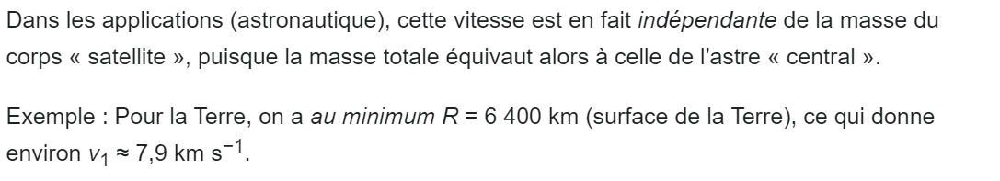 Dans les applications (astronautique), cette vitesse est en fait indépendante de la masse du
corps « satellite », puisque la masse totale équivaut alors à celle de l'astre « central ».
Exemple : Pour la Terre, on a au minimum R = 6 400 km (surface de la Terre), ce qui donne
environ v₁ ≈ 7,9 km s⁻¹.